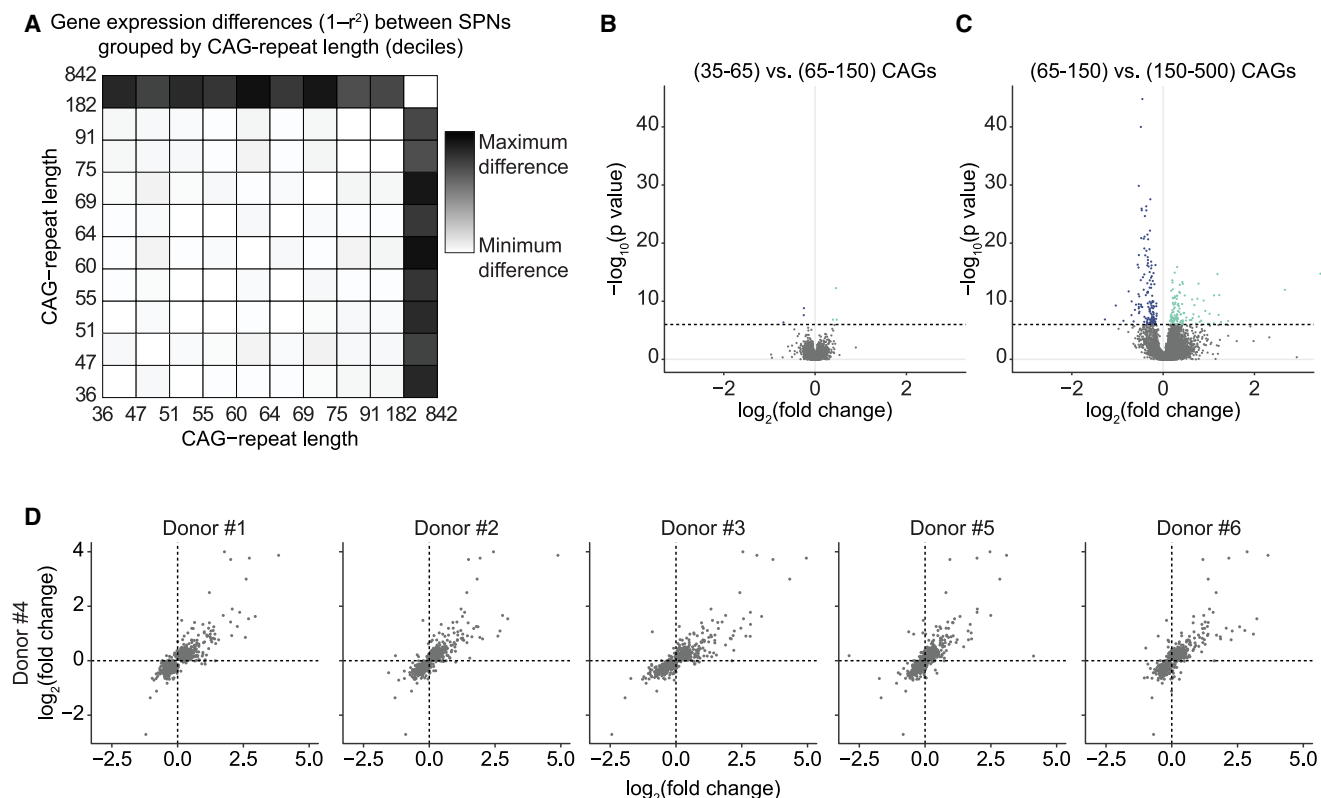 A
Gene expression differences (1–r²) between SPNs
grouped by CAG-repeat length (deciles)
842
182
91
75
69
64
60
55
51
47
36
CAG–repeat length
36 47 51 55 60 64 69 75 91 182 842
CAG–repeat length
Maximum
difference
Minimum
difference
B
(35-65) vs. (65-150) CAGs
−log₁₀(p value)
40
30
20
10
0
−2 0 2
log₂(fold change)
C
(65-150) vs. (150-500) CAGs
−log₁₀(p value)
40
30
20
10
0
−2 0 2
log₂(fold change)
D
Donor #1 Donor #2 Donor #3 Donor #5 Donor #6
Donor #4
log₂(fold change)
4
2
0
−2
−2.5 0.0 2.5 5.0 −2.5 0.0 2.5 5.0 −2.5 0.0 2.5 5.0 −2.5 0.0 2.5 5.0 −2.5 0.0 2.5 5.0
log₂(fold change)